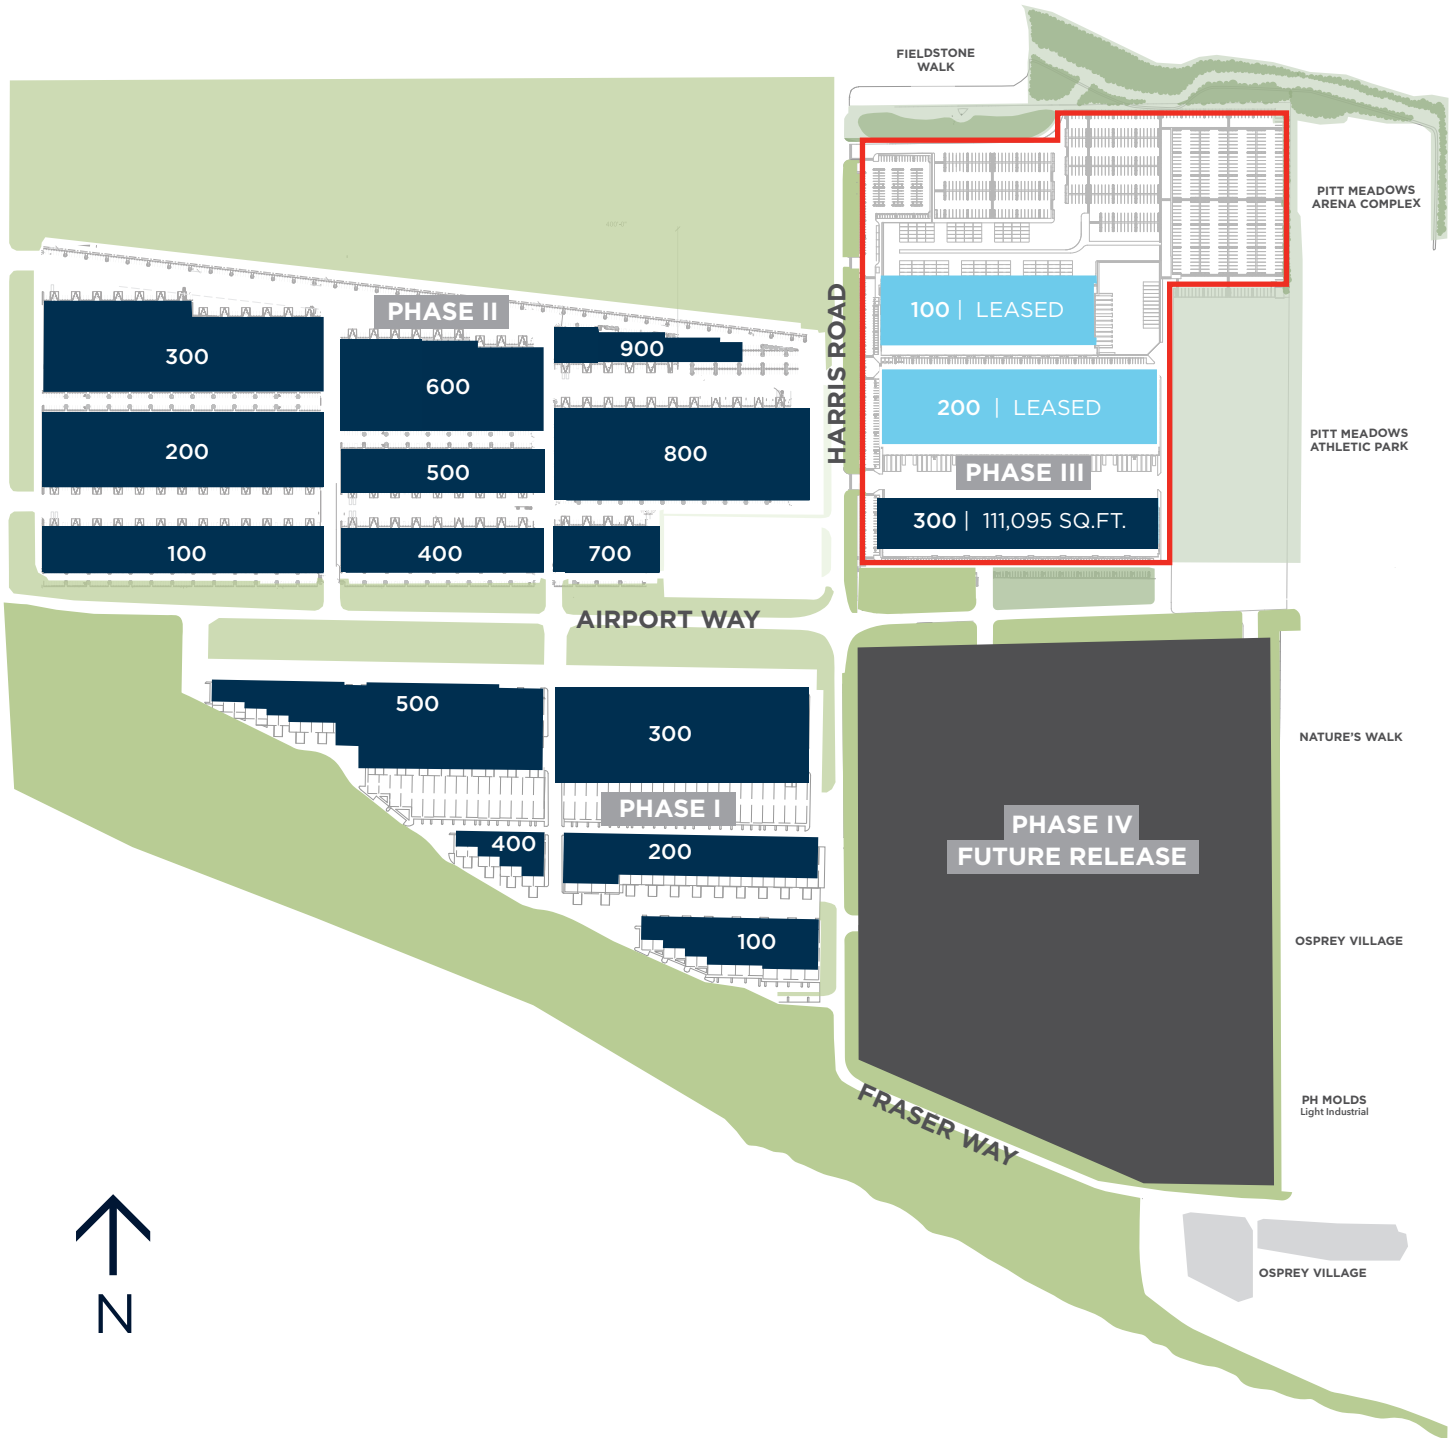 FIELDSTONE
WALK
PITT MEADOWS
ARENA COMPLEX
PHASE II
300
600
900
200
500
800
100
400
700
HARRIS ROAD
100 | LEASED
200 | LEASED
PHASE III
300 | 111,095 SQ.FT.
PITT MEADOWS
ATHLETIC PARK
AIRPORT WAY
500
300
PHASE I
400
200
100
PHASE IV
FUTURE RELEASE
NATURE'S WALK
OSPREY VILLAGE
PH MOLDS
Light Industrial
FRASER WAY
OSPREY VILLAGE
N